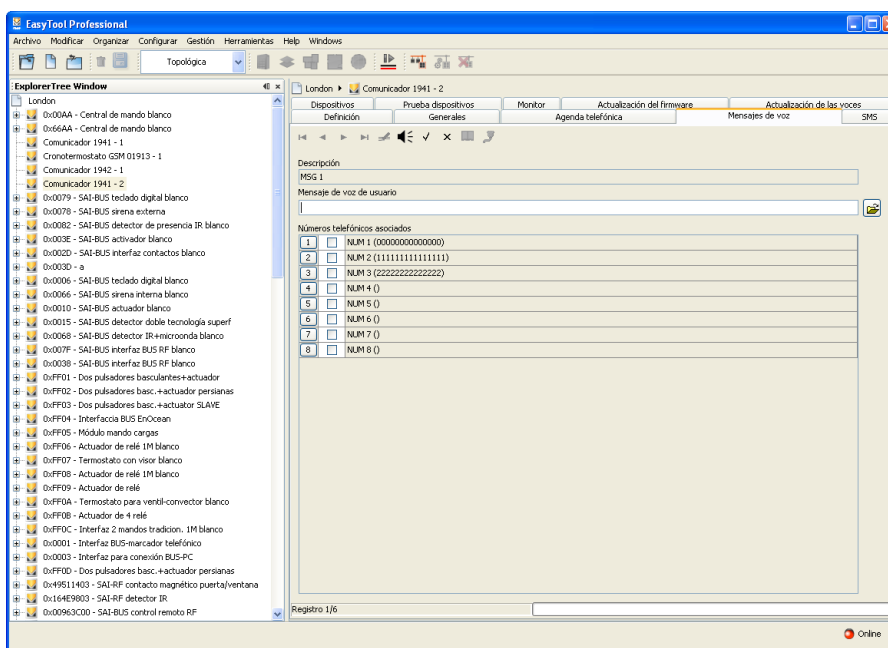 EasyTool Professional
Archivo Modificar Organizar Configurar Gestión Herramientas Help Windows
Topológica
ExplorerTree Window
London
0x00AA - Central de mando blanco
0x66AA - Central de mando blanco
Comunicador 1941 - 1
Cronotermostato GSM 01913 - 1
Comunicador 1942 - 1
Comunicador 1941 - 2
0x0079 - SAI-BUS teclado digital blanco
0x0078 - SAI-BUS sirena externa
0x0082 - SAI-BUS detector de presencia IR blanco
0x003E - SAI-BUS activador blanco
0x002D - SAI-BUS interfaz contactos blanco
0x003D - a
0x0006 - SAI-BUS teclado digital blanco
0x0066 - SAI-BUS sirena interna blanco
0x0010 - SAI-BUS actuador blanco
0x0015 - SAI-BUS detector doble tecnología superf
0x0068 - SAI-BUS detector IR+microonda blanco
0x007F - SAI-BUS interfaz BUS RF blanco
0x0038 - SAI-BUS interfaz BUS RF blanco
0xFF01 - Dos pulsadores basculantes+actuador
0xFF02 - Dos pulsadores basc.+actuador persianas
0xFF03 - Dos pulsadores basc.+actuator SLAVE
0xFF04 - Interfaccia BUS EnOcean
0xFF05 - Módulo mando cargas
0xFF06 - Actuador de relé 1M blanco
0xFF07 - Termostato con visor blanco
0xFF08 - Actuador de relé 1M blanco
0xFF09 - Actuador de relé
0xFF0A - Termostato para ventil-convector blanco
0xFF0B - Actuador de 4 relé
0xFF0C - Interfaz 2 mandos tradicion. 1M blanco
0x0001 - Interfaz BUS-marcador telefónico
0x0003 - Interfaz para conexión BUS-PC
0xFF0D - Dos pulsadores basc.+actuador persianas
0x49511403 - SAI-RF contacto magnético puerta/ventana
0x164E9803 - SAI-RF detector IR
0x00963C00 - SAI-BUS control remoto RF
London Comunicador 1941 - 2
Dispositivos Prueba dispositivos Monitor Actualización del firmware Actualización de las voces
Definición Generales Agenda telefónica Mensajes de voz SMS
Descripción
MSG 1
Mensaje de voz de usuario
Números telefónicos asociados
1 NUM 1 (00000000000000)
2 NUM 2 (111111111111111)
3 NUM 3 (22222222222222)
4 NUM 4 ()
5 NUM 5 ()
6 NUM 6 ()
7 NUM 7 ()
8 NUM 8 ()
Registro 1/6
Online